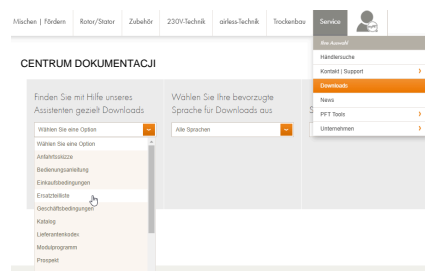 Mischen | Fördern Rotor/Stator Zubehör 230V-Technik airless-Technik Trockenbau Service
Ihre Auswahl
Händlersuche
Kontakt | Support
Downloads
News
PFT Tools
Unternehmen
CENTRUM DOKUMENTACJI
Finden Sie mit Hilfe unseres
Assistenten gezielt Downloads
Wählen Sie eine Option
Wählen Sie eine Option
Anfahrtsskizze
Bedienungsanleitung
Einkaufsbedingungen
Ersatzteilliste
Geschäftsbedingungen
Katalog
Lieferantenkodex
Modulprogramm
Prospekt
Wählen Sie Ihre bevorzugte
Sprache für Downloads aus
Alle Sprachen
S